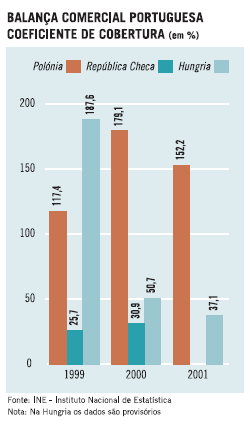 BALANÇA COMERCIAL PORTUGUESA
COEFICIENTE DE COBERTURA (em %)
Polónia República Checa Hungria
200
150
100
50
0
117,4
25,7
187,6
179,1
30,9
50,7
152,2
37,1
1999 2000 2001
Fonte: INE - Instituto Nacional de Estatística
Nota: Na Hungria os dados são provisórios